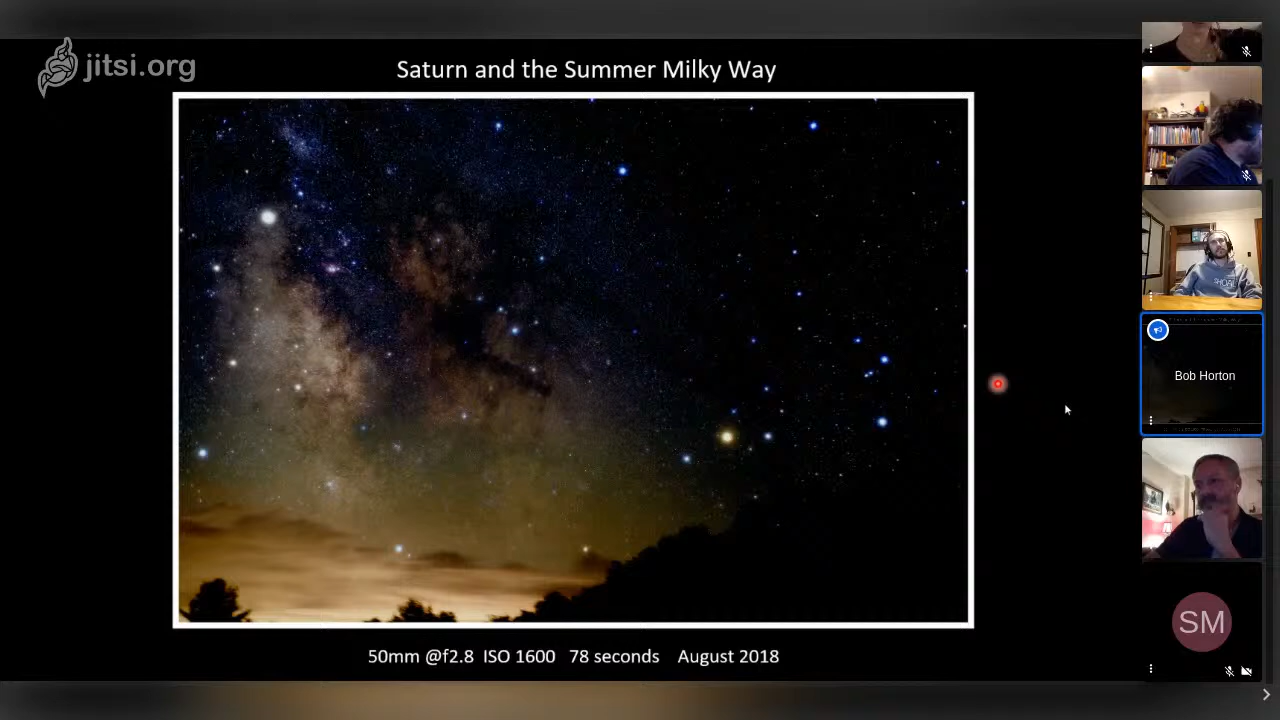 jitsi.org
Saturn and the Summer Milky Way
Bob Horton
SM
50mm @f2.8 ISO 1600 78 seconds August 2018